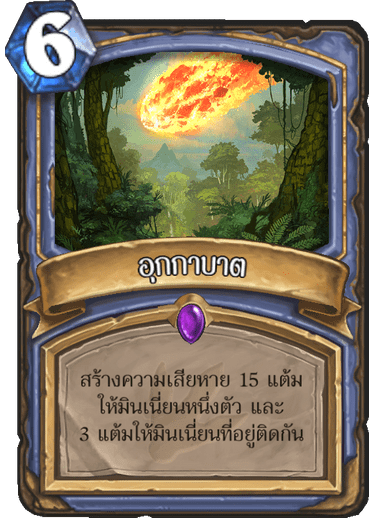 6
อุกกาบาต
สร้างความเสียหาย 15 แต้ม
ให้มินเนี่ยนหนึ่งตัว และ
3 แต้มให้มินเนี่ยนที่อยู่ติดกัน